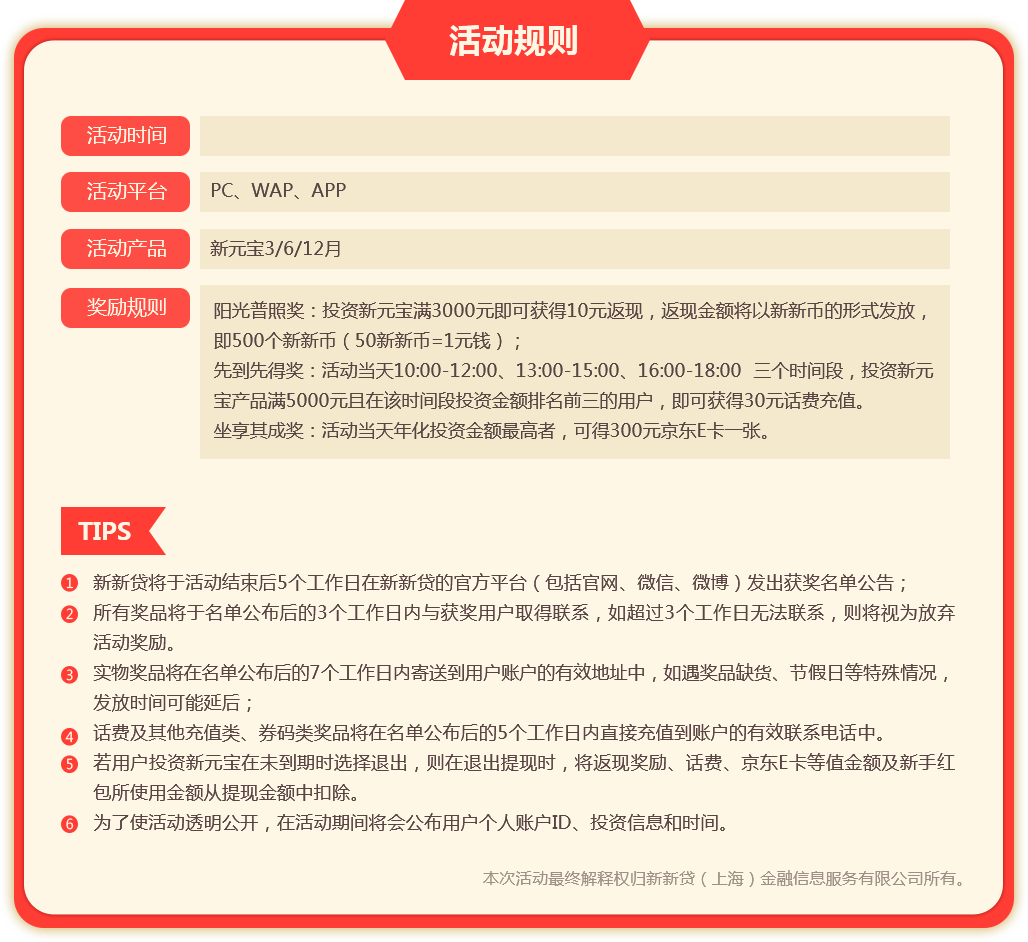 活动规则
活动时间
活动平台
PC、WAP、APP
活动产品
新元宝3/6/12月
奖励规则
阳光普照奖：投资新元宝满3000元即可获得10元返现，返现金额将以新新币的形式发放，
即500个新新币（50新新币=1元钱）；
先到先得奖：活动当天10:00-12:00、13:00-15:00、16:00-18:00 三个时间段，投资新元
宝产品满5000元且在该时间段投资金额排名前三的用户，即可获得30元话费充值。
坐享其成奖：活动当天年化投资金额最高者，可得300元京东E卡一张。
TIPS
1 新新贷将于活动结束后5个工作日在新新贷的官方平台（包括官网、微信、微博）发出获奖名单公告；
2 所有奖品将于名单公布后的3个工作日内与获奖用户取得联系，如超过3个工作日无法联系，则将视为放弃
活动奖励。
3 实物奖品将在名单公布后的7个工作日内寄送到用户账户的有效地址中，如遇奖品缺货、节假日等特殊情况，
发放时间可能延后；
4 话费及其他充值类、券码类奖品将在名单公布后的5个工作日内直接充值到账户的有效联系电话中。
5 若用户投资新元宝在未到期时选择退出，则在退出提现时，将返现奖励、话费、京东E卡等值金额及新手红
包所使用金额从提现金额中扣除。
6 为了使活动透明公开，在活动期间将会公布用户个人账户ID、投资信息和时间。
本次活动最终解释权归新新贷（上海）金融信息服务有限公司所有。